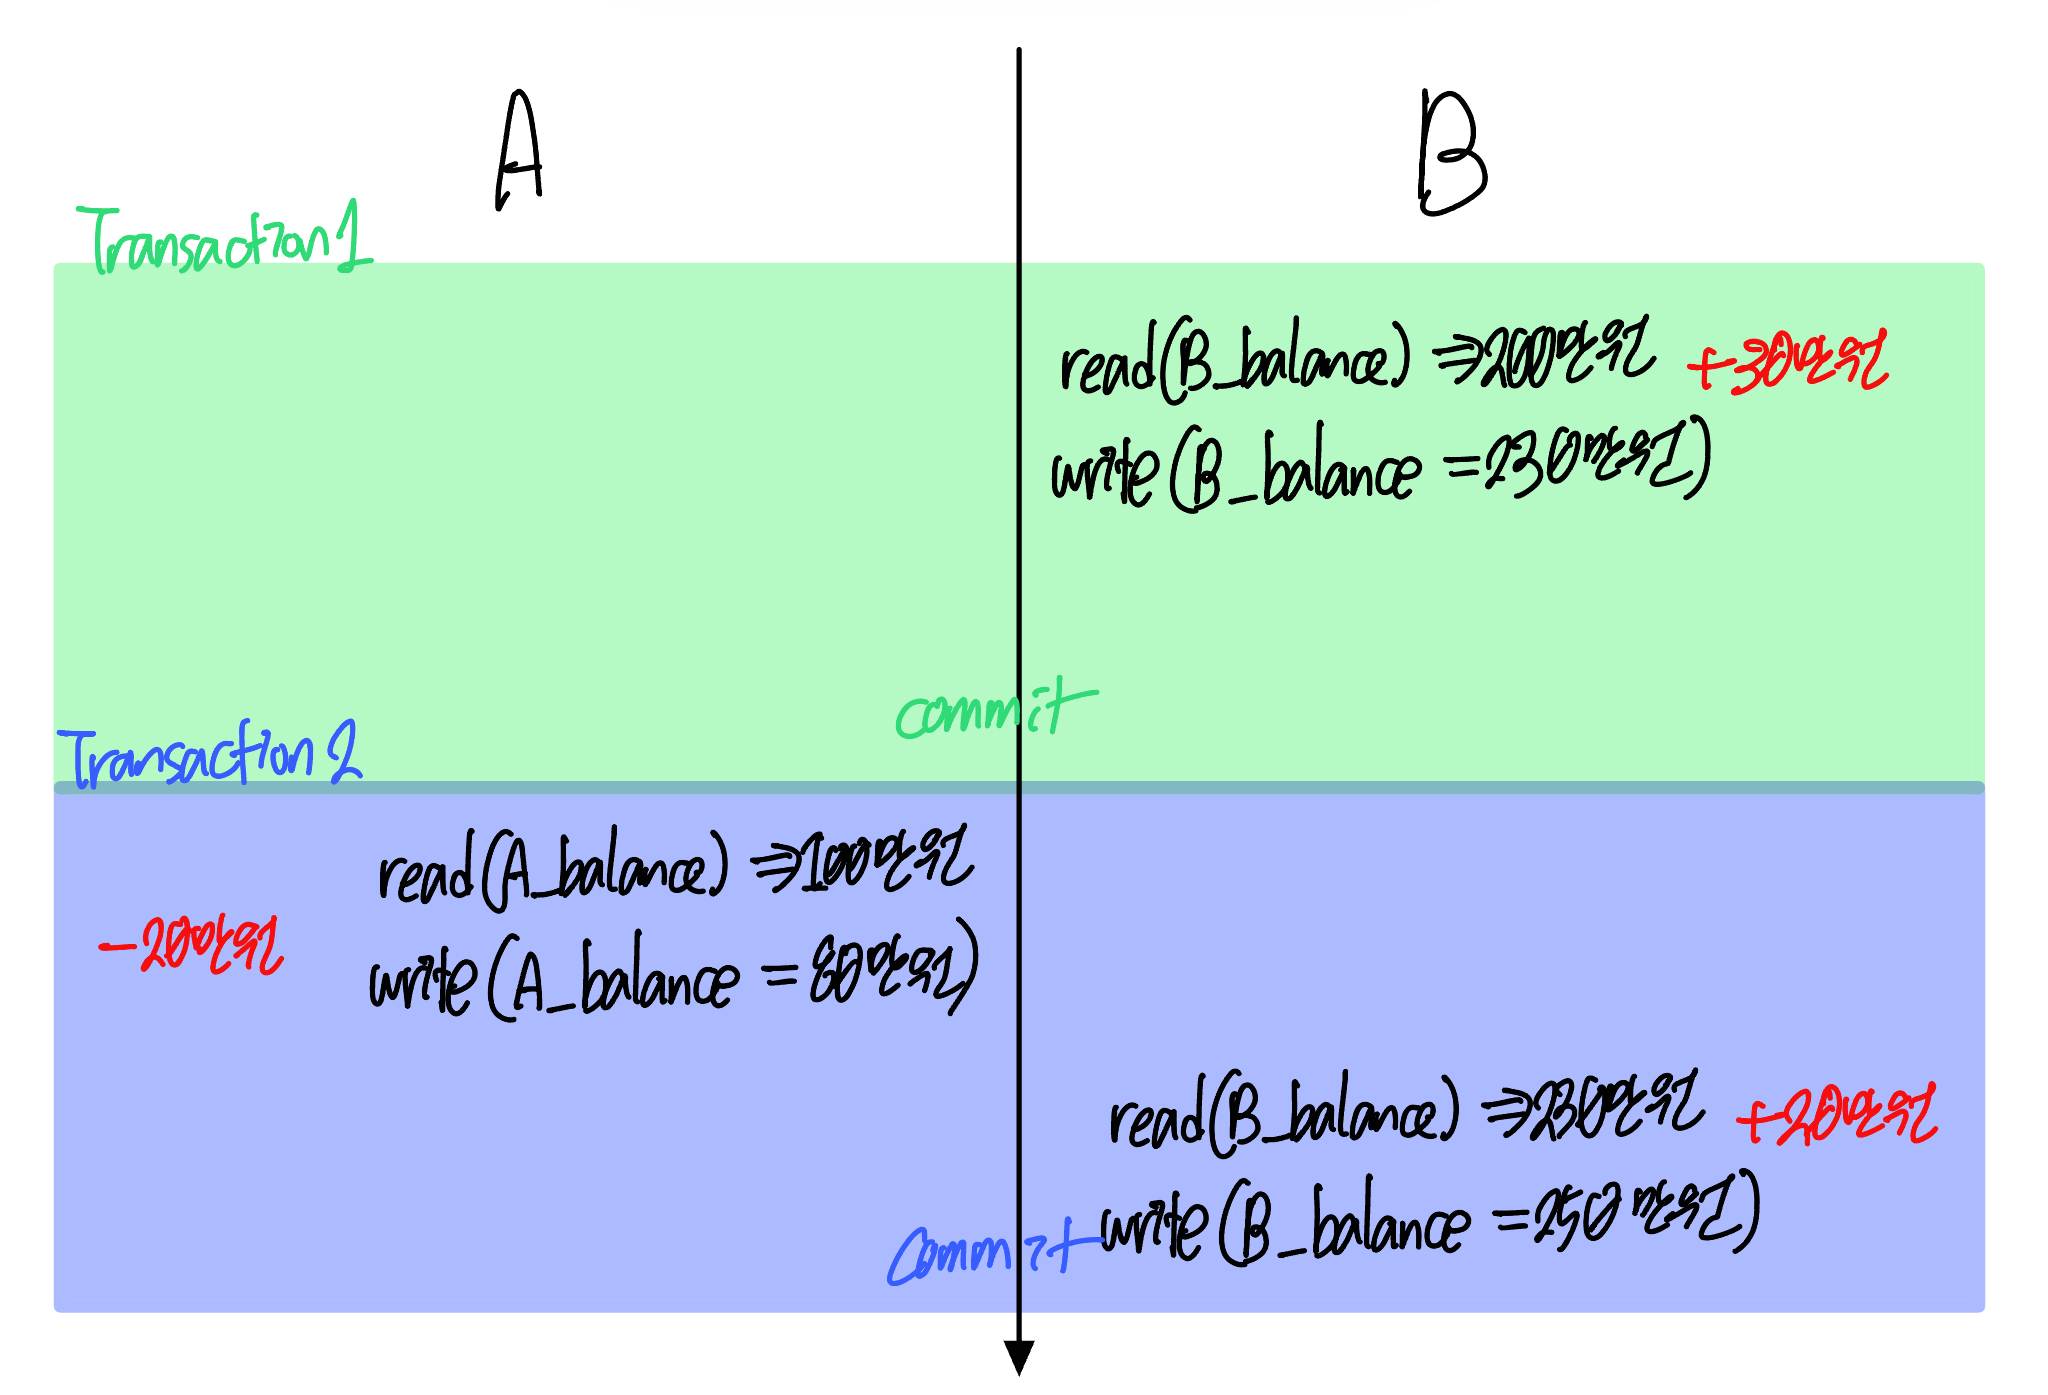 A
B
Transaction1
read(B_balance) ⇒200만원 +30만원
write(B_balance =230만원)
commit
Transaction 2
read(A_balance) ⇒100만원
-20만원
write(A_balance = 80만원)
read(B_balance) ⇒230만원 +20만원
write(B_balance =250만원)
commit